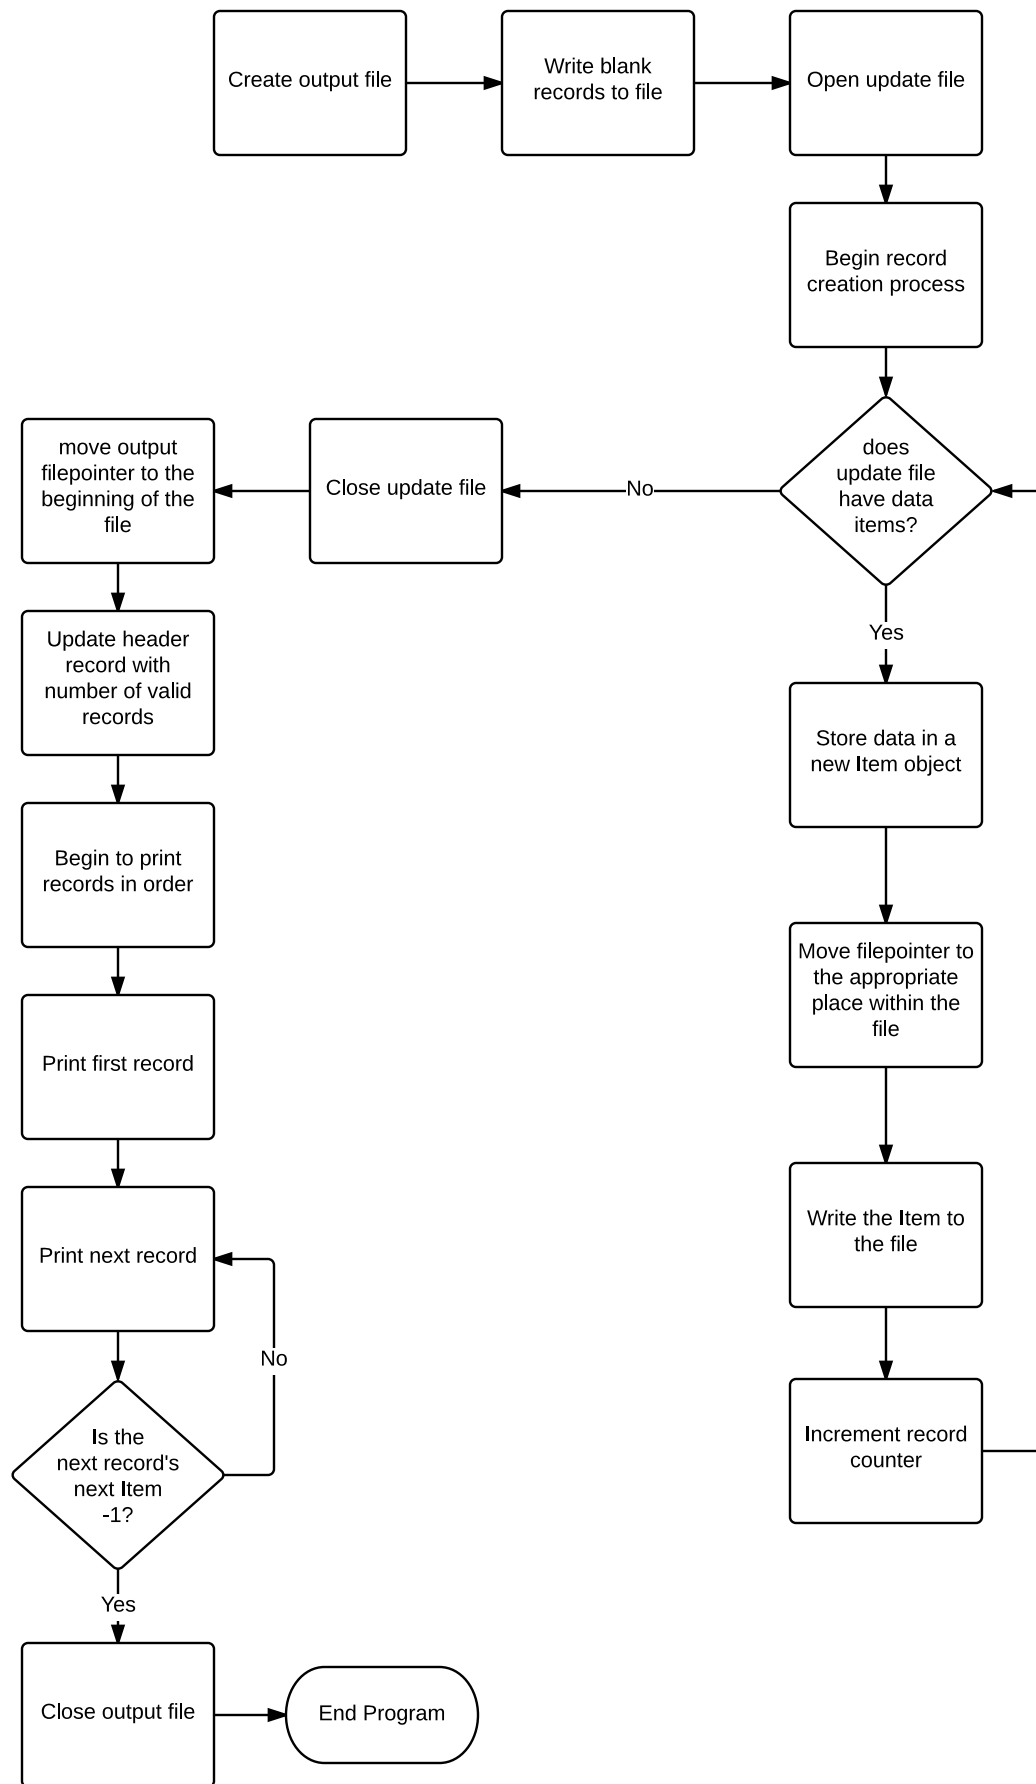 Create output file
Write blank
records to file
Open update file
Begin record
creation process
does
update file
have data
items?
No
Close update file
move output
filepointer to the
beginning of the
file
Yes
Update header
record with
number of valid
records
Store data in a
new Item object
Begin to print
records in order
Move filepointer to
the appropriate
place within the
file
Print first record
Write the Item to
the file
Print next record
No
Increment record
counter
Is the
next record's
next Item
-1?
Yes
Close output file
End Program